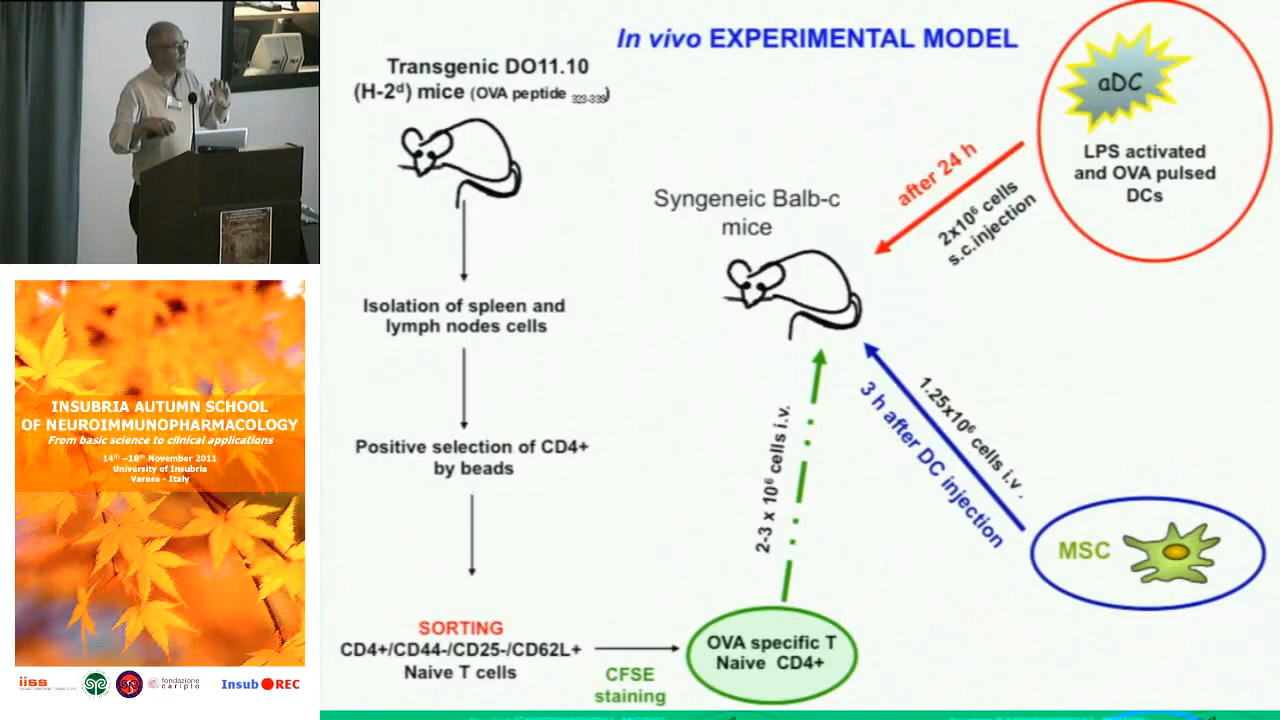 In vivo EXPERIMENTAL MODEL
Transgenic DO11.10
(H-2ᵈ) mice (OVA peptide 323-339)
Isolation of spleen and
lymph nodes cells
Positive selection of CD4+
by beads
SORTING
CD4+/CD44-/CD25-/CD62L+
Naive T cells
CFSE
staining
OVA specific T
Naive CD4+
2-3 x 10⁶ cells i.v.
Syngeneic Balb-c
mice
aDC
LPS activated
and OVA pulsed
DCs
after 24 h
2x10⁶ cells
s.c.injection
1.25x10⁶ cells i.v.
3 h after DC injection
MSC
INSUBRIA AUTUMN SCHOOL
OF NEUROIMMUNOPHARMACOLOGY
From basic science to clinical applications
14th –18th November 2011
University of Insubria
Varese - Italy
iiss
fondazione
cariplo
Insub REC